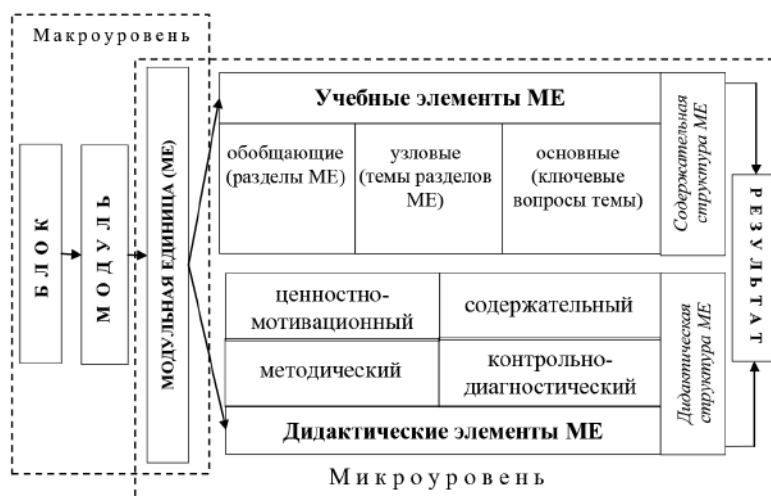 Макроуровень
БЛОК
МОДУЛЬ
МОДУЛЬНАЯ ЕДИНИЦА (МЕ)
Учебные элементы МЕ
обобщающие
(разделы МЕ)
узловые
(темы разделов
МЕ)
основные
(ключевые
вопросы темы)
Содержательная
структура МЕ
ценностно-
мотивационный
содержательный
методический
контрольно-
диагностический
Дидактические элементы МЕ
Дидактическая
структура МЕ
РЕЗУЛЬТАТ
Микроуровень